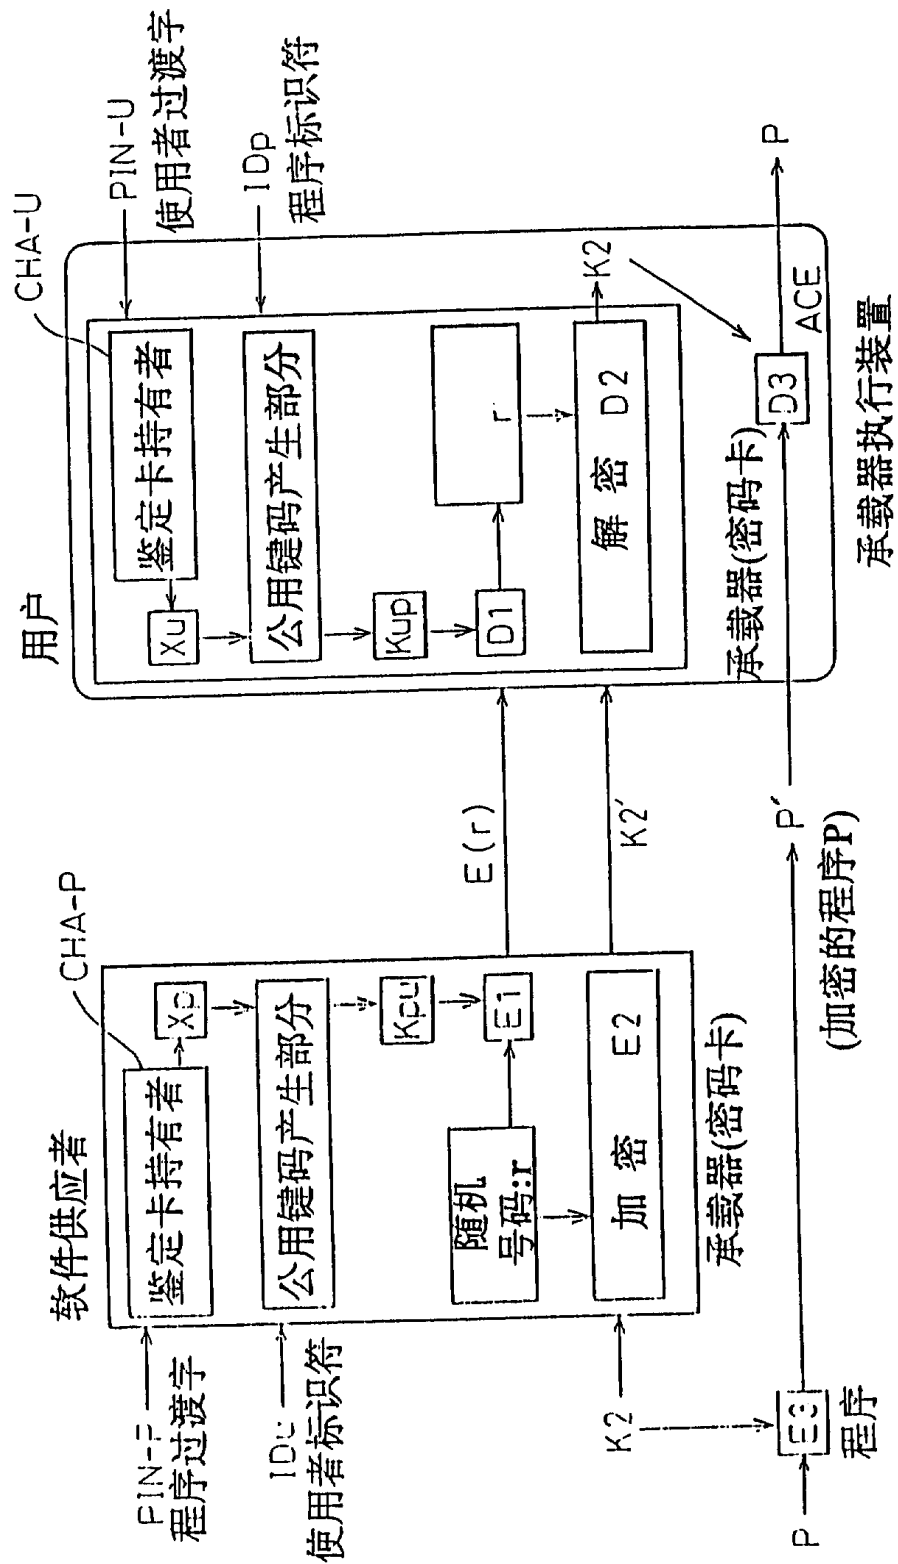 软件供应者
CHA-P
PIN-P
程序过渡字
鉴定卡持有者
Xp
IDu
使用者标识符
公用键码产生部分
Kpu
随机
号码:r
E1
K2
加密 E2
承载器(密码卡)
P
E3
程序
E(r)
K2'
P'
(加密的程序P)
用户
CHA-U
PIN-U
使用者过渡字
鉴定卡持有者
Xu
IDp
程序标识符
公用键码产生部分
Kup
D1
r
解密 D2
K2
承载器(密码卡)
D3
ACE
P
承载器执行装置